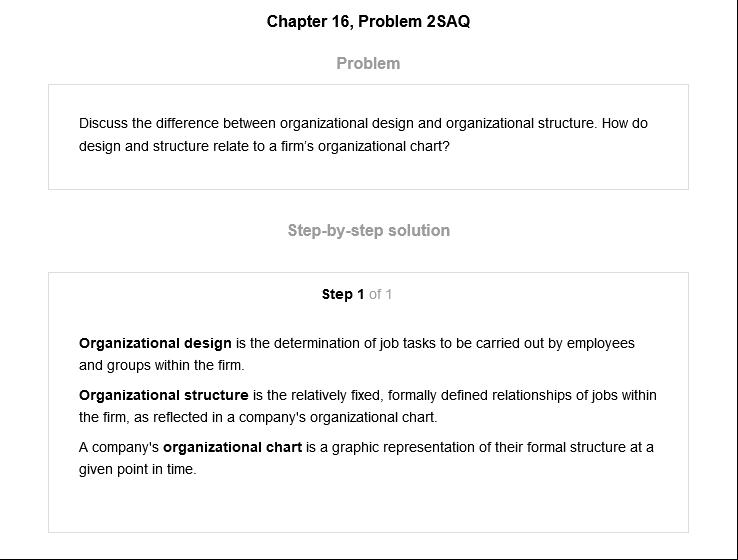 Chapter 16, Problem 2SAQ
Problem
Discuss the difference between organizational design and organizational structure. How do
design and structure relate to a firm's organizational chart?
Step-by-step solution
Step 1 of 1
Organizational design is the determination of job tasks to be carried out by employees
and groups within the firm.
Organizational structure is the relatively fixed, formally defined relationships of jobs within
the firm, as reflected in a company's organizational chart.
A company's organizational chart is a graphic representation of their formal structure at a
given point in time.